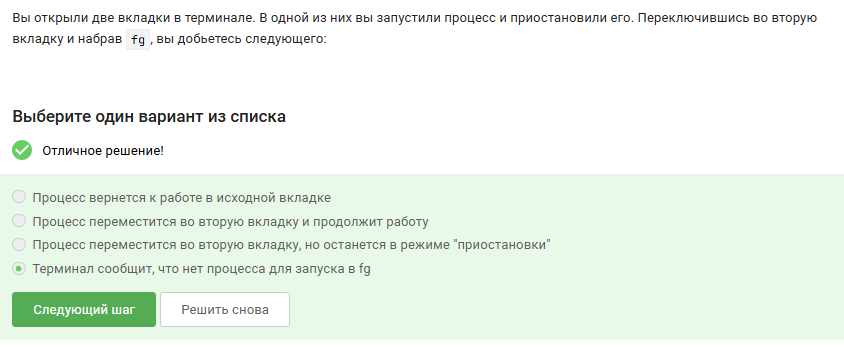 Вы открыли две вкладки в терминале. В одной из них вы запустили процесс и приостановили его. Переключившись во вторую
вкладку и набрав fg, вы добьетесь следующего:
Выберите один вариант из списка
Отличное решение!
Процесс вернется к работе в исходной вкладке
Процесс переместится во вторую вкладку и продолжит работу
Процесс переместится во вторую вкладку, но останется в режиме "приостановки"
Терминал сообщит, что нет процесса для запуска в fg
Следующий шаг Решить снова